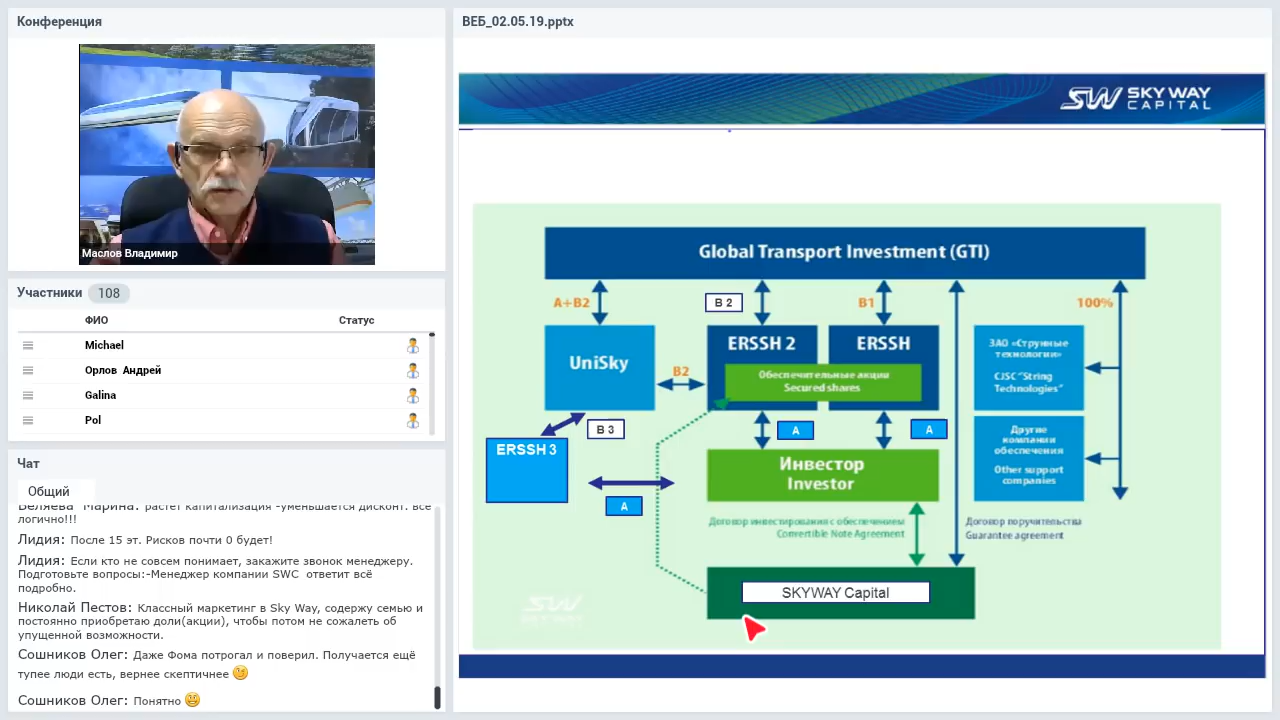 Конференция
Маслов Владимир
Участники 108
ФИО Статус
Michael
Орлов Андрей
Galina
Pol
Чат
Общий
Беляева Марина: растет капитализация -уменьшается дисконт. все
логично!!!
Лидия: После 15 эт. Рисков почти 0 будет!
Лидия: Если кто не совсем понимает, закажите звонок менеджеру.
Подготовьте вопросы:-Менеджер компании SWC ответит всё
подробно.
Николай Пестов: Классный маркетинг в Sky Way, содержу семью и
постоянно приобретаю доли(акции), чтобы потом не сожалеть об
упущенной возможности.
Сошников Олег: Даже Фома потрогал и поверил. Получается ещё
тупее люди есть, вернее скептичнее
Сошников Олег: Понятно
ВЕБ_02.05.19.pptx
SW SKY WAY
CAPITAL
Global Transport Investment (GTI)
A+B2
B 2
B1
100%
UniSky
B2
ERSSH 2
ERSSH
Обеспечительные акции
Secured shares
ЗАО «Струнные
технологии»
CJSC "String
Technologies"
B 3
A
A
ERSSH 3
A
Инвестор
Investor
Другие
компании
обеспечения
Other support
companies
Договор инвестирования с обеспечением
Convertible Note Agreement
Договор поручительства
Guarantee agreement
SKYWAY Capital
SW